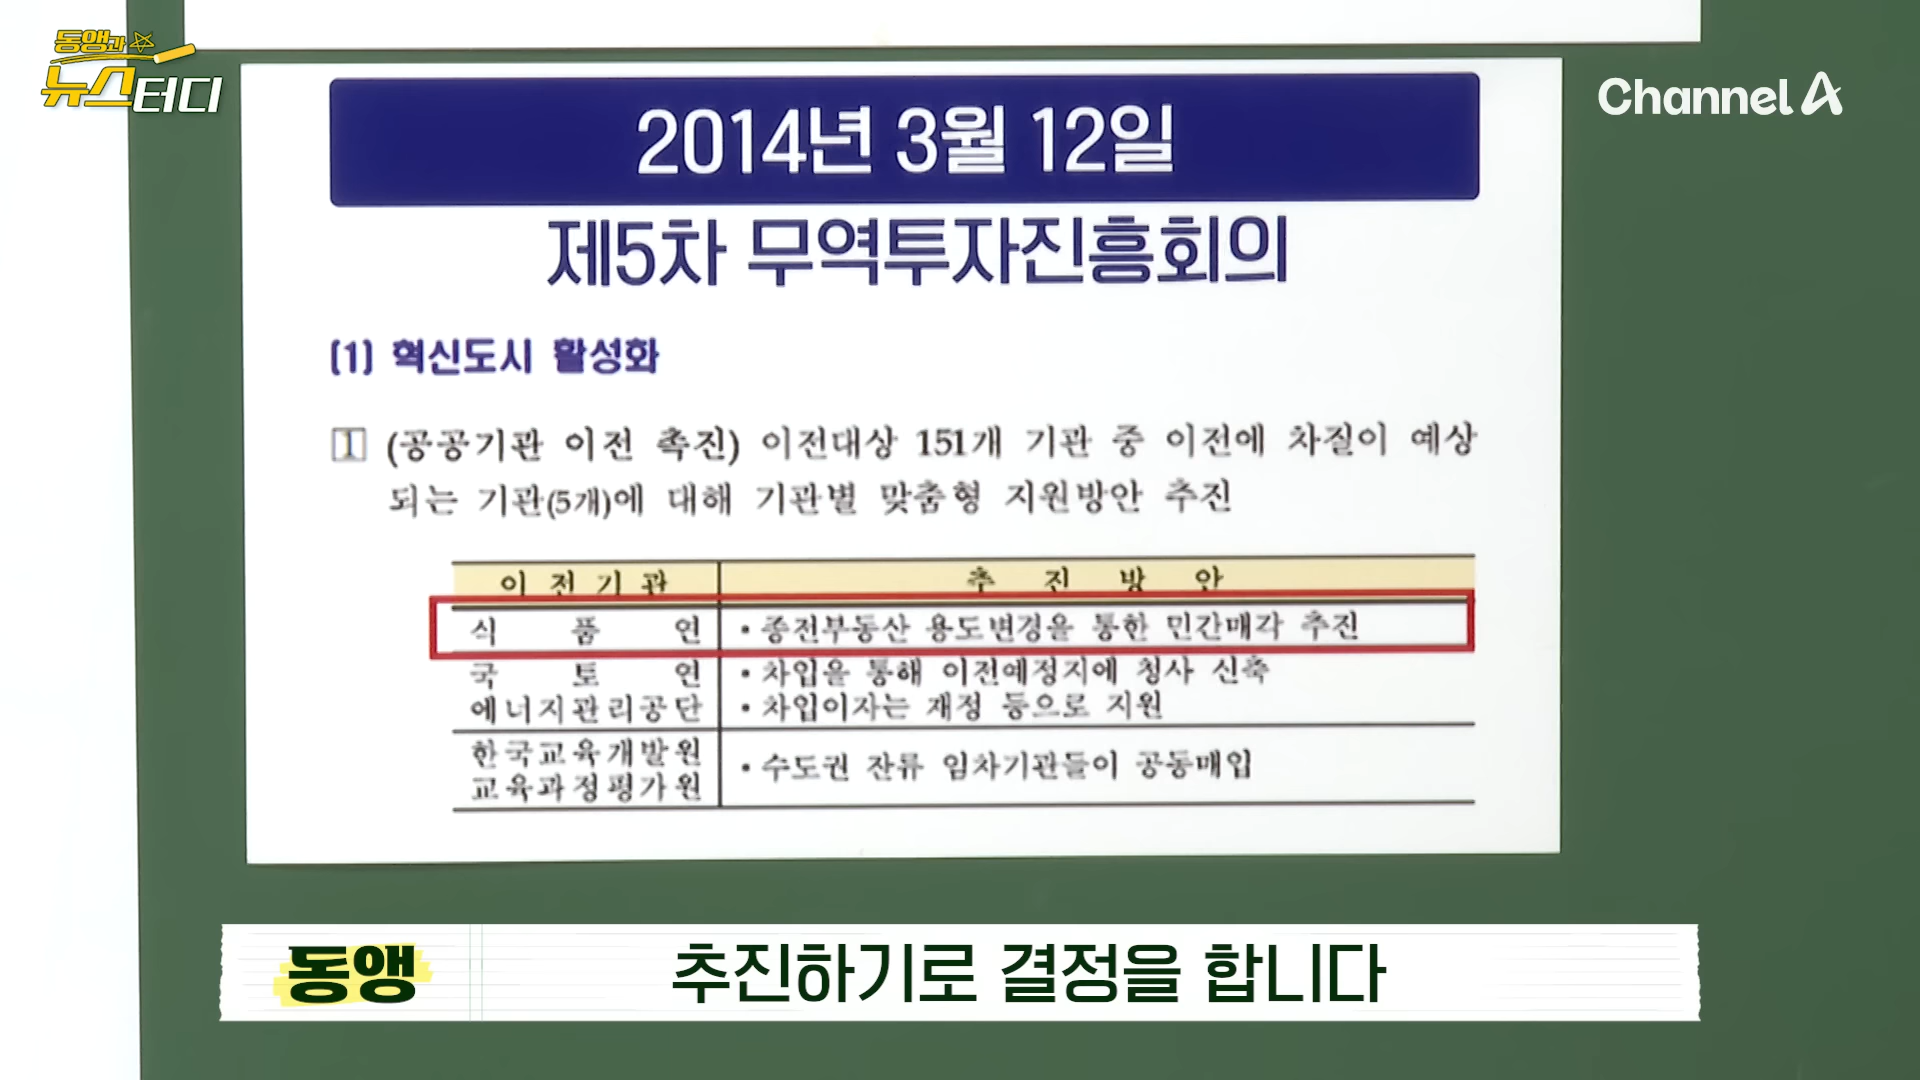 동앵과
뉴스터디
Channel A
2014년 3월 12일
제5차 무역투자진흥회의
(1) 혁신도시 활성화
1 (공공기관 이전 촉진) 이전대상 151개 기관 중 이전에 차질이 예상
되는 기관(5개)에 대해 기관별 맞춤형 지원방안 추진
이전기관 추진방안
식품연 • 종전부동산 용도변경을 통한 민간매각 추진
국토연 • 차입을 통해 이전예정지에 청사 신축
에너지관리공단 • 차입이자는 재정 등으로 지원
한국교육개발원
교육과정평가원 • 수도권 잔류 임차기관들이 공동매입
동앵 추진하기로 결정을 합니다